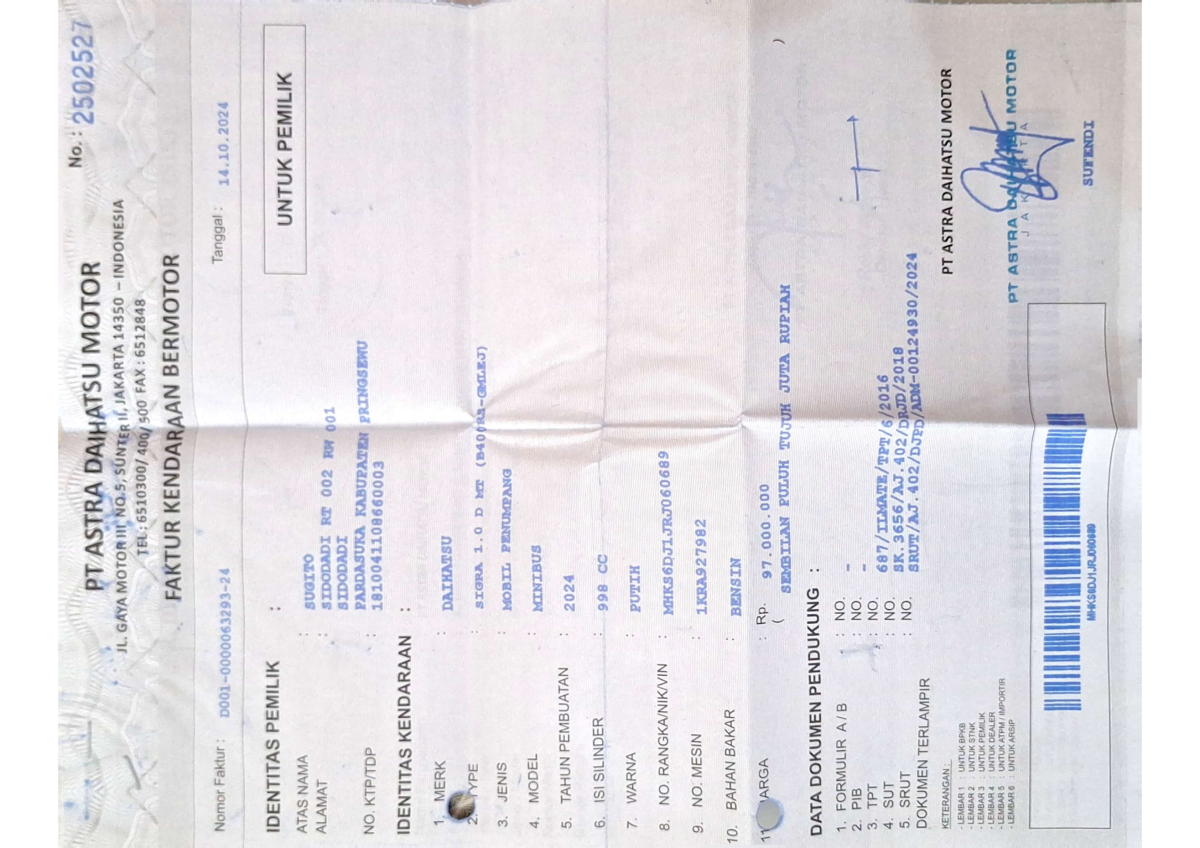 PT ASTRA DAIHATSU MOTOR
No. : 2502527
JL. GAYA MOTOR III NO.5, SUNTER II, JAKARTA 14350 – INDONESIA
TEL : 6510300/ 400/ 500 FAX : 6512848
FAKTUR KENDARAAN BERMOTOR
Nomor Faktur : D001-0000063293-24
Tanggal : 14.10.2024
IDENTITAS PEMILIK :
UNTUK PEMILIK
ATAS NAMA : SUGITO
ALAMAT : SIDODADI RT 002 RW 001
SIDODADI
PARDASUKA KABUPATEN PRINGSEWU
NO. KTP/TDP : 1810041108660003
IDENTITAS KENDARAAN :
1. MERK : DAIHATSU
2. TYPE : SIGRA 1.0 D MT (B400RS-GMLEJ)
3. JENIS : MOBIL PENUMPANG
4. MODEL : MINIBUS
5. TAHUN PEMBUATAN : 2024
6. ISI SILINDER : 998 CC
7. WARNA : PUTIH
8. NO. RANGKA/NIK/VIN : MHKS6DJ1JRJ060689
9. NO. MESIN : 1KRA927982
10. BAHAN BAKAR : BENSIN
11 HARGA : Rp. 97.000.000
( SEMBILAN PULUH TUJUH JUTA RUPIAH )
DATA DOKUMEN PENDUKUNG :
1. FORMULIR A / B : NO. -
2. PIB : NO. -
3. TPT : NO. 687/ILMATE/TPT/6/2016
4. SUT : NO. SK.3656/AJ.402/DRJD/2018
5. SRUT : NO. SRUT/AJ.402/DJPD/ADM-00124930/2024
DOKUMEN TERLAMPIR
KETERANGAN :
- LEMBAR 1 : UNTUK BPKB
- LEMBAR 2 : UNTUK STNK
- LEMBAR 3 : UNTUK PEMILIK
- LEMBAR 4 : UNTUK DEALER
- LEMBAR 5 : UNTUK ATPM / IMPORTIR
- LEMBAR 6 : UNTUK ARSIP
PT ASTRA DAIHATSU MOTOR
PT ASTRA DAIHATSU MOTOR
JAKARTA
SUPENDI
MHKS6DJ1JRJ060689